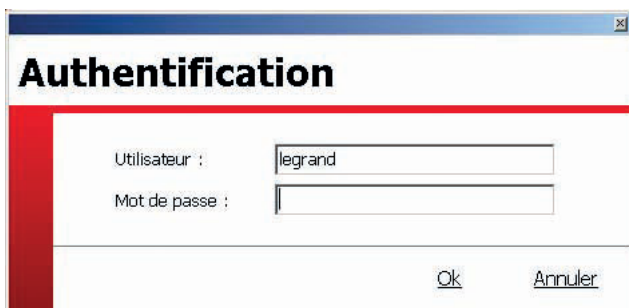 Authentification
Utilisateur :
legrand
Mot de passe :
Ok
Annuler